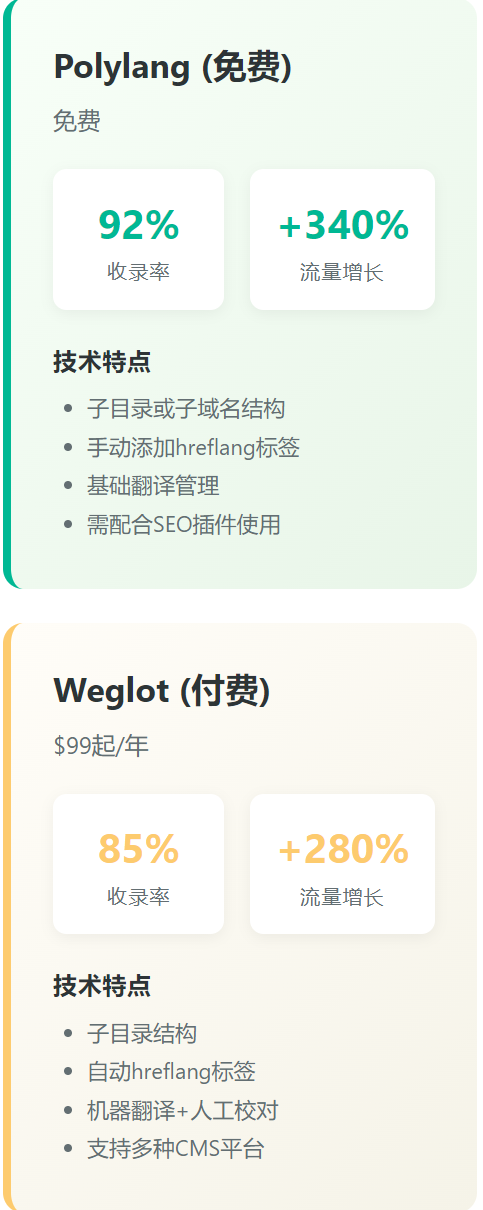 Polylang (免费)
免费
92%
收录率
+340%
流量增长
技术特点
子目录或子域名结构
手动添加hreflang标签
基础翻译管理
需配合SEO插件使用
Weglot (付费)
$99起/年
85%
收录率
+280%
流量增长
技术特点
子目录结构
自动hreflang标签
机器翻译+人工校对
支持多种CMS平台